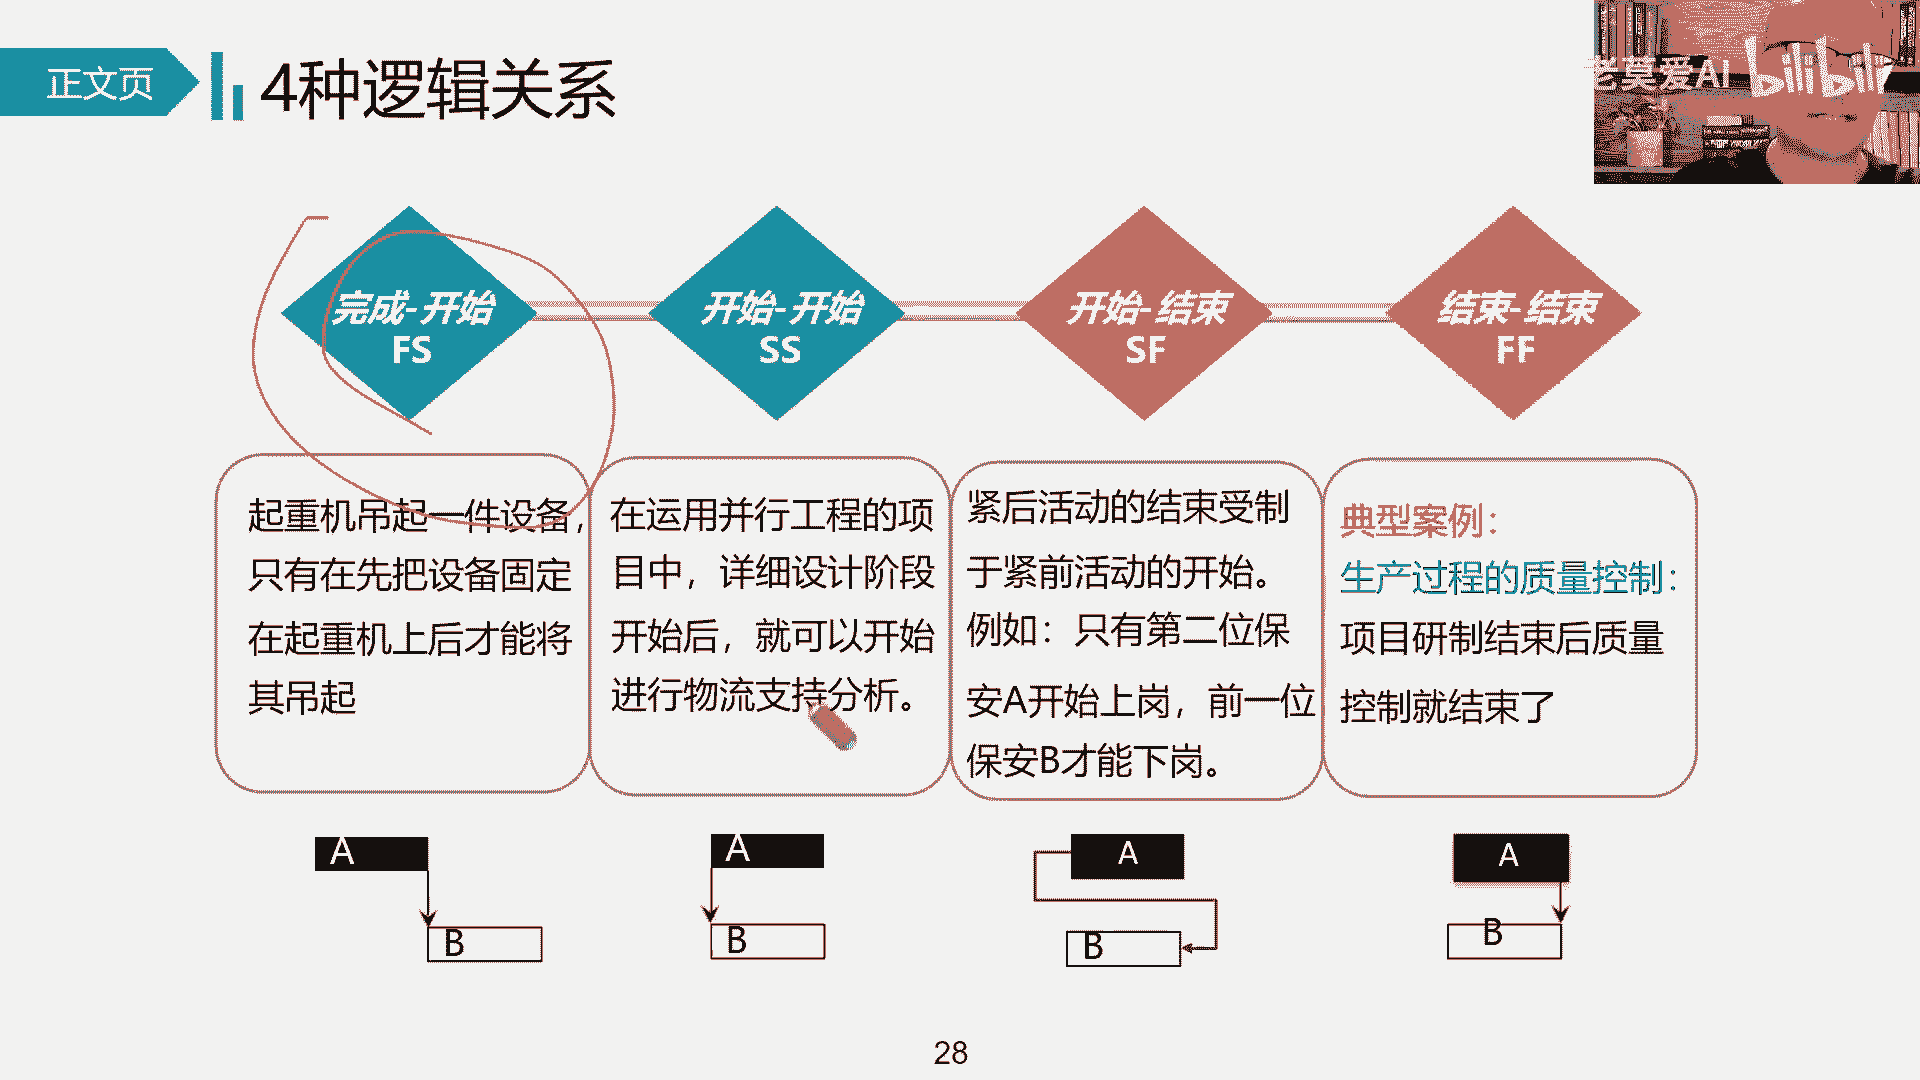 正文页
4种逻辑关系
老莫爱AI
bilibili
完成-开始
FS
开始-开始
SS
开始-结束
SF
结束-结束
FF
起重机吊起一件设备，
只有在先把设备固定
在起重机上后才能将
其吊起
在运用并行工程的项
目中，详细设计阶段
开始后，就可以开始
进行物流支持分析。
紧后活动的结束受制
于紧前活动的开始。
例如：只有第二位保
安A开始上岗，前一位
保安B才能下岗。
典型案例：
生产过程的质量控制：
项目研制结束后质量
控制就结束了
A
B
A
B
A
B
A
B
28